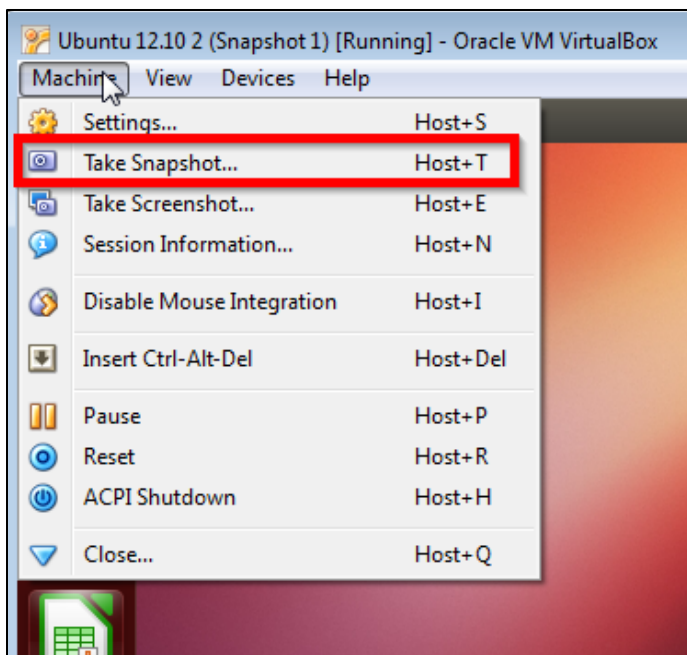 Ubuntu 12.10 2 (Snapshot 1) [Running] - Oracle VM VirtualBox
Machine View Devices Help
Settings... Host+S
Take Snapshot... Host+T
Take Screenshot... Host+E
Session Information... Host+N
Disable Mouse Integration Host+I
Insert Ctrl-Alt-Del Host+Del
Pause Host+P
Reset Host+R
ACPI Shutdown Host+H
Close... Host+Q